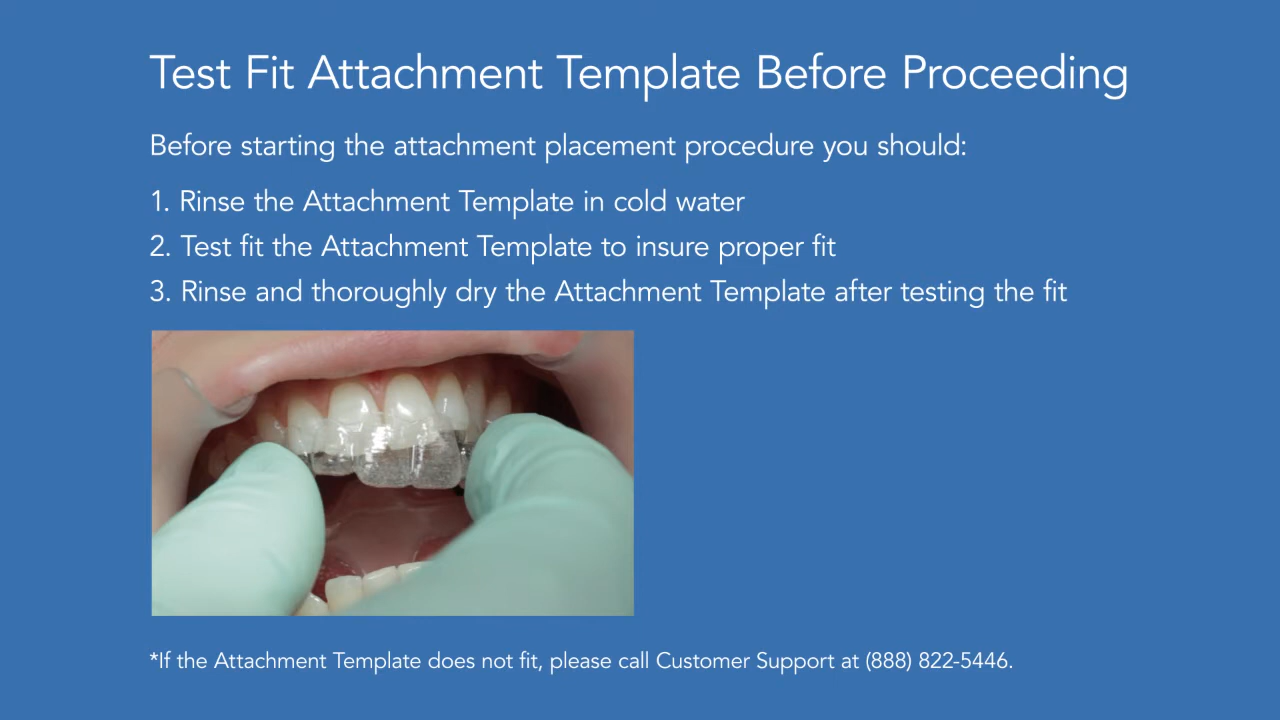 Test Fit Attachment Template Before Proceeding
Before starting the attachment placement procedure you should:
1. Rinse the Attachment Template in cold water
2. Test fit the Attachment Template to insure proper fit
3. Rinse and thoroughly dry the Attachment Template after testing the fit
*If the Attachment Template does not fit, please call Customer Support at (888) 822-5446.